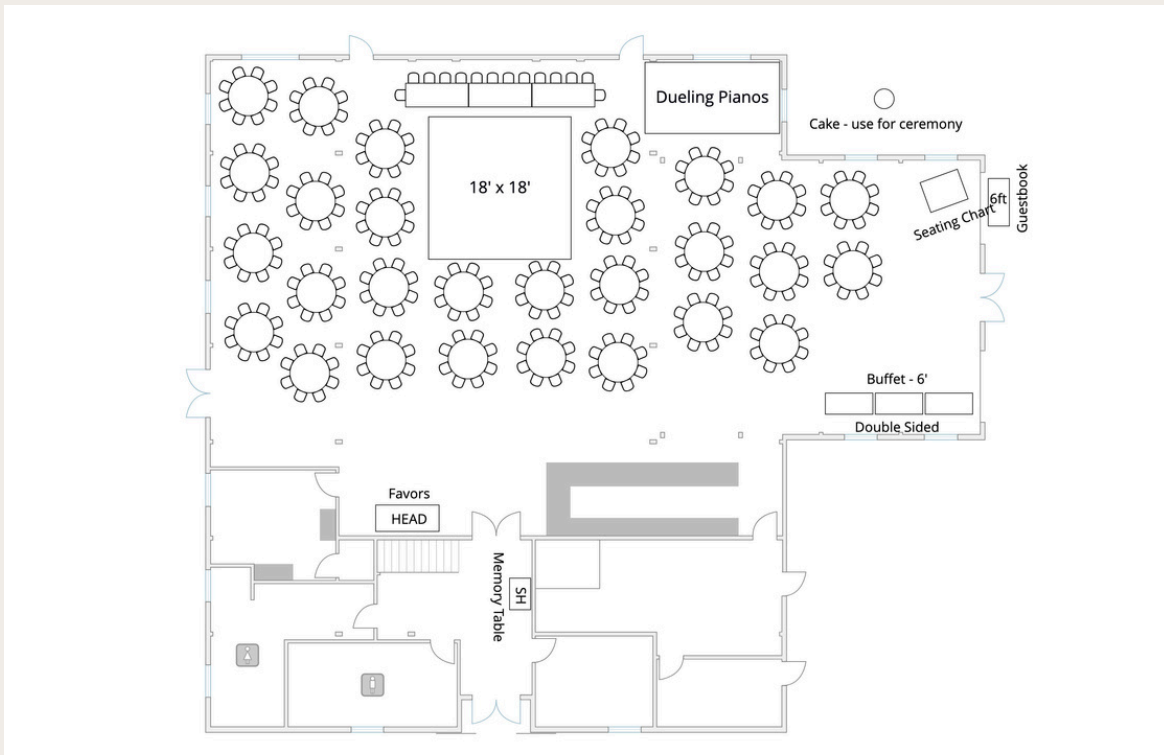 Dueling Pianos
Cake - use for ceremony
18' x 18'
6ft
Guestbook
Seating Chart
Buffet - 6'
Double Sided
Favors
HEAD
Memory Table
SH